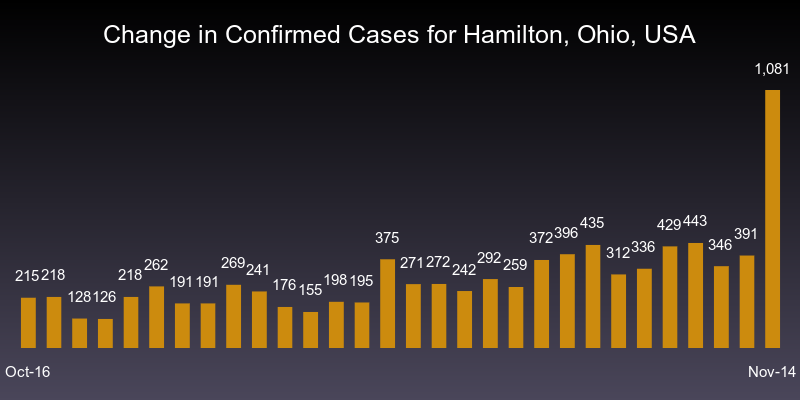 Change in Confirmed Cases for Hamilton, Ohio, USA
1,081
215 218 128 126 218 262 191 191 269 241 176 155 198 195 375 271 272 242 292 259 372 396 435 312 336 429 443 346 391
Oct-16 Nov-14